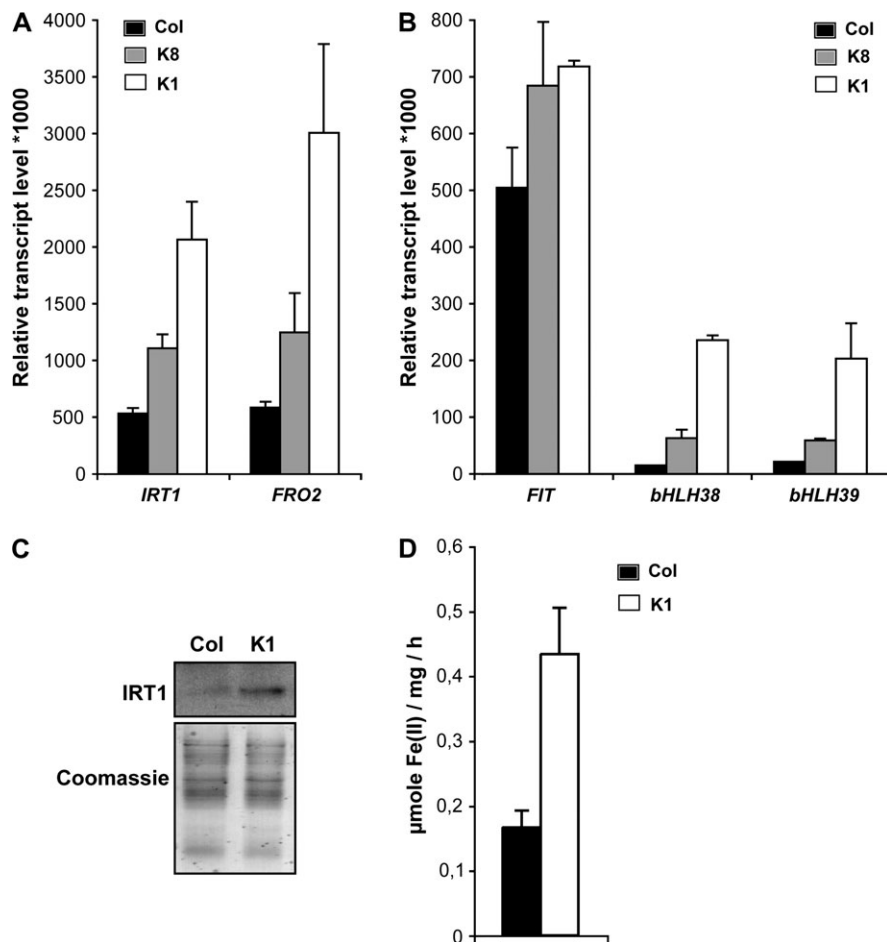 A
Col
K8
K1
Relative transcript level *1000
4000
3500
3000
2500
2000
1500
1000
500
0
IRT1 FRO2
B
Col
K8
K1
Relative transcript level *1000
800
700
600
500
400
300
200
100
0
FIT bHLH38 bHLH39
C
Col K1
IRT1
Coomassie
D
Col
K1
µmole Fe(II) / mg / h
0,6
0,5
0,4
0,3
0,2
0,1
0